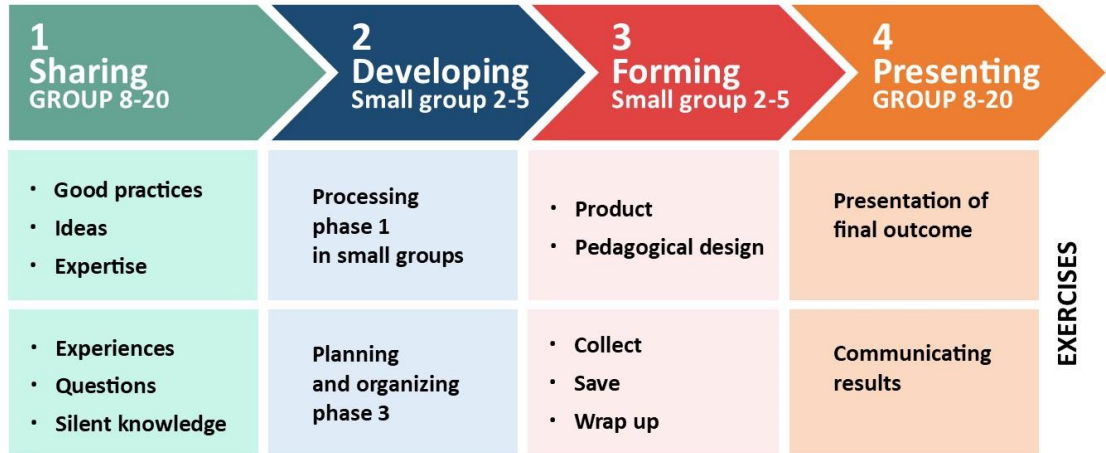 1
Sharing
GROUP 8-20
2
Developing
Small group 2-5
3
Forming
Small group 2-5
4
Presenting
GROUP 8-20
• Good practices
• Ideas
• Expertise
Processing
phase 1
in small groups
• Product
• Pedagogical design
Presentation of
final outcome
• Experiences
• Questions
• Silent knowledge
Planning
and organizing
phase 3
• Collect
• Save
• Wrap up
Communicating
results
EXERCISES